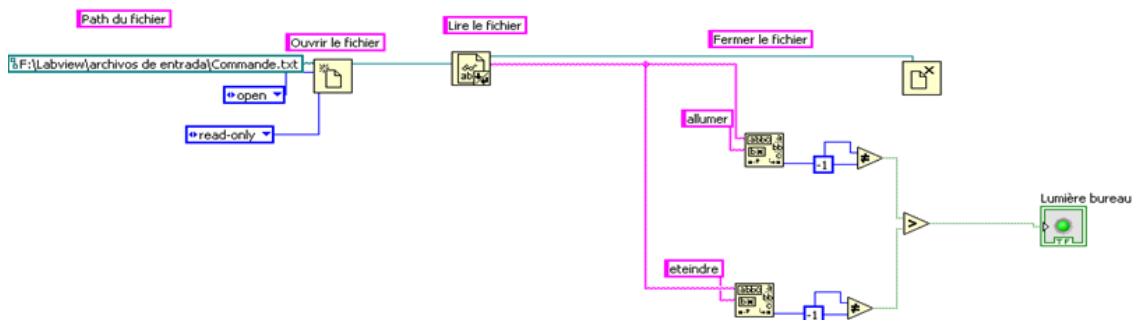 Path du fichier
Lire le fichier
Ouvrir le fichier
Fermer le fichier
F:\Labview\archivos de entrada\Commande.txt
open
read-only
allumer
-1
≠
>
Lumière bureau
TF
eteindre
-1
≠